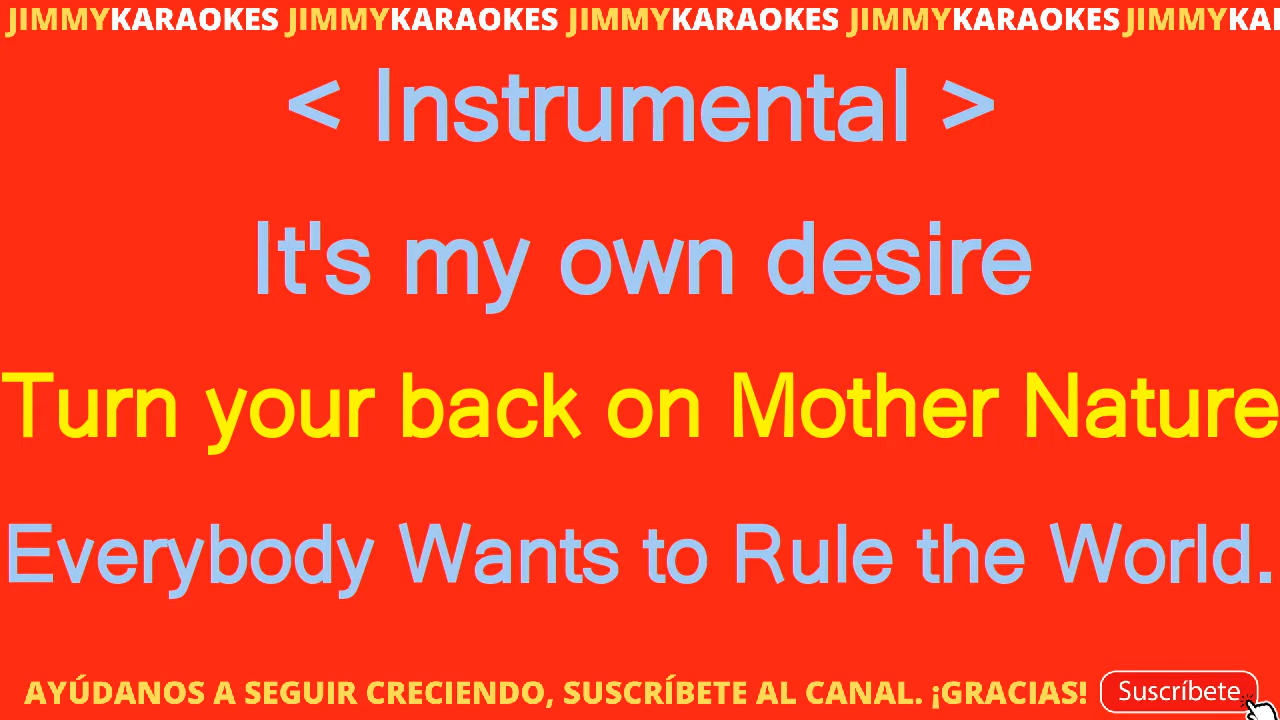 JIMMYKARAOKES JIMMYKARAOKES JIMMYKARAOKES JIMMYKARAOKES JIMMYKA
< Instrumental >
It's my own desire
Turn your back on Mother Nature
Everybody Wants to Rule the World.
AYÚDANOS A SEGUIR CRECIENDO, SUSCRÍBETE AL CANAL. ¡GRACIAS! Suscríbete